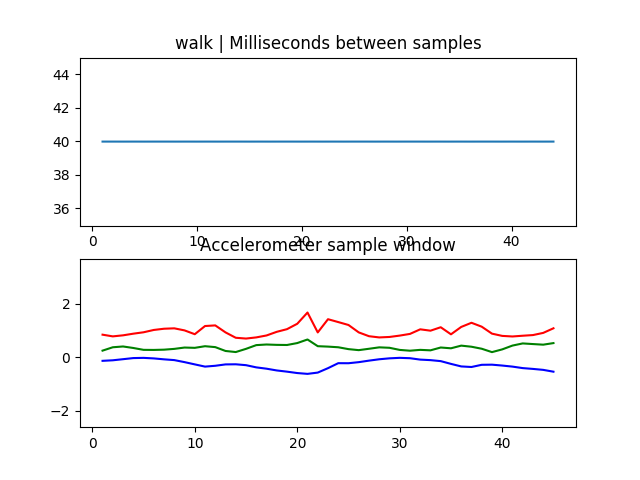 walk | Milliseconds between samples
44
42
40
38
36
0 10 20 30 40
Accelerometer sample window
2
0
−2
0 10 20 30 40